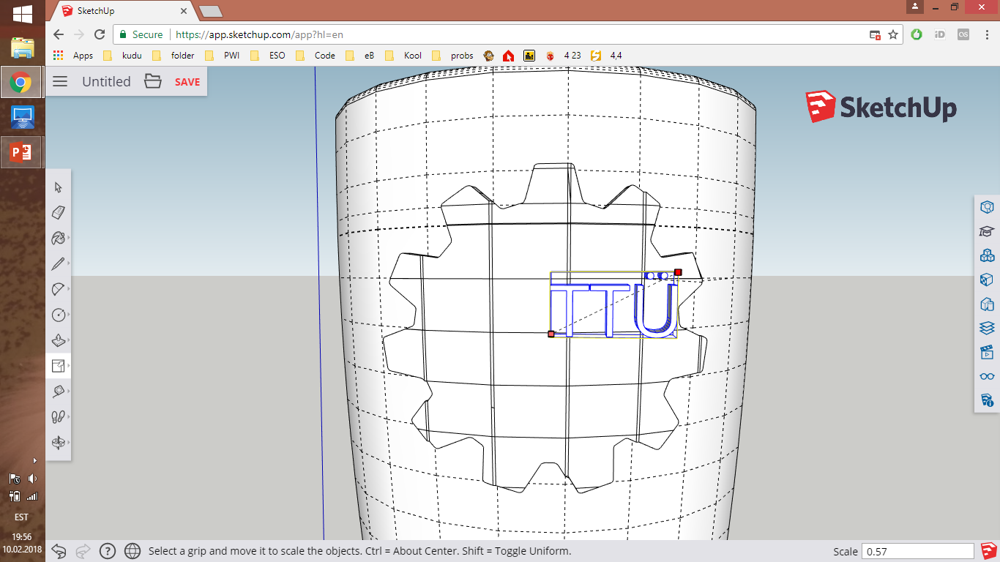 SketchUp
Secure
https://app.sketchup.com/app?hl=en
Apps kudu folder PWI ESO Code eB Kool probs 4 23 4,4
Untitled SAVE
SketchUp
TTÜ
EST
19:56
10.02.2018
Select a grip and move it to scale the objects. Ctrl = About Center. Shift = Toggle Uniform.
Scale 0.57